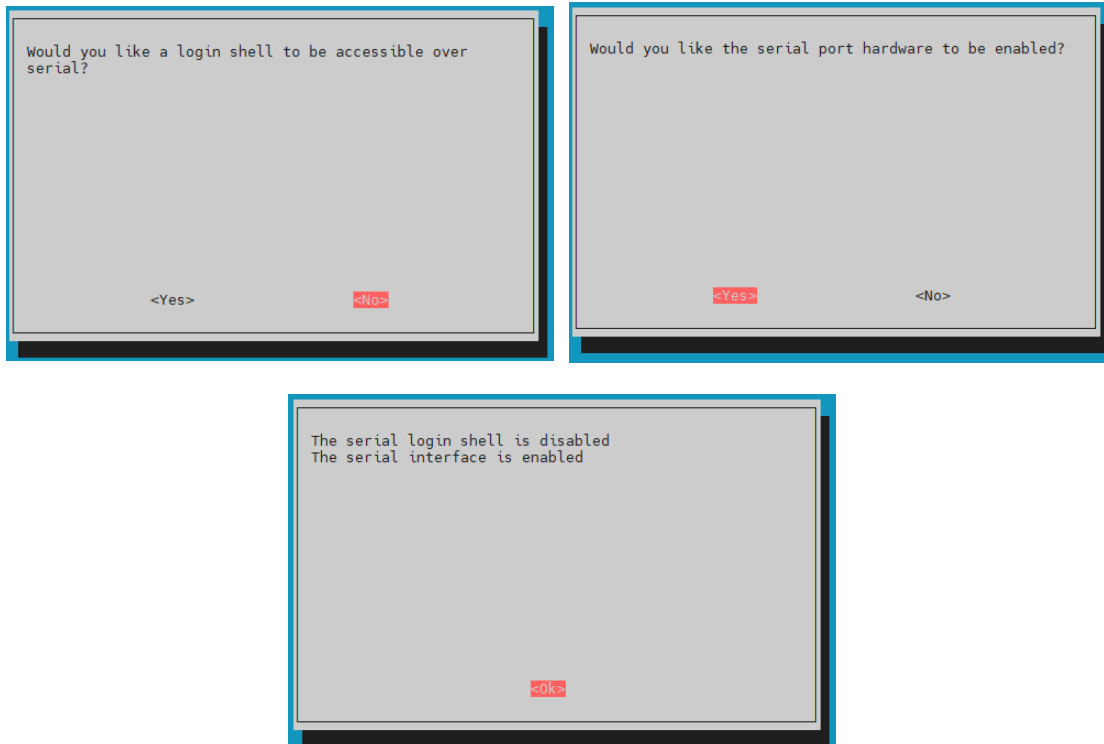 Would you like a login shell to be accessible over
serial?
<Yes> <No>
Would you like the serial port hardware to be enabled?
<Yes> <No>
The serial login shell is disabled
The serial interface is enabled
<Ok>